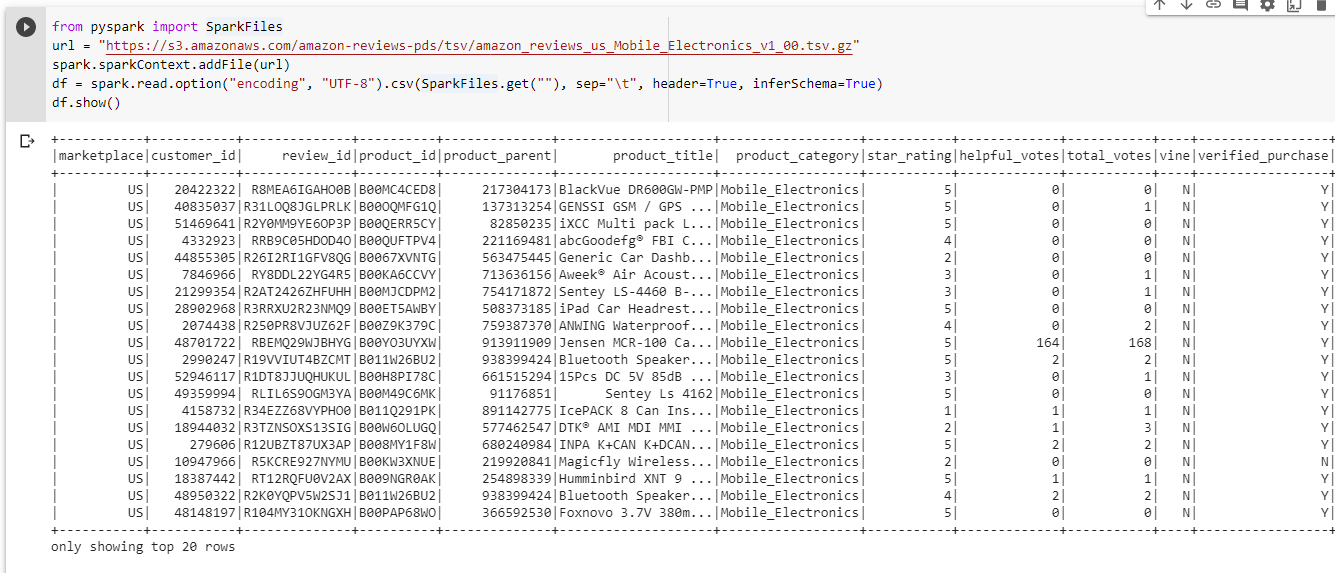 from pyspark import SparkFiles
url = "https://s3.amazonaws.com/amazon-reviews-pds/tsv/amazon_reviews_us_Mobile_Electronics_v1_00.tsv.gz"
spark.sparkContext.addFile(url)
df = spark.read.option("encoding", "UTF-8").csv(SparkFiles.get(""), sep="\t", header=True, inferSchema=True)
df.show()
+-----------+-----------+--------------+----------+--------------+--------------------+------------------+-----------+-------------+-----------+----+-----------------+
|marketplace|customer_id|     review_id|product_id|product_parent|       product_title|  product_category|star_rating|helpful_votes|total_votes|vine|verified_purchase|
+-----------+-----------+--------------+----------+--------------+--------------------+------------------+-----------+-------------+-----------+----+-----------------+
|         US|   20422322| R8MEA6IGAHO0B|B00MC4CED8|     217304173|BlackVue DR600GW-PMP|Mobile_Electronics|          5|            0|          0|   N|                Y|
|         US|   40835037|R31LOQ8JGLPRLK|B00OQMFG1Q|     137313254|GENSSI GSM / GPS ...|Mobile_Electronics|          5|            0|          1|   N|                Y|
|         US|   51469641|R2Y0MM9YE6OP3P|B00QERR5CY|      82850235|iXCC Multi pack L...|Mobile_Electronics|          5|            0|          0|   N|                Y|
|         US|    4332923| RRB9C05HDOD4O|B00QUFTPV4|     221169481|abcGoodefg® FBI C...|Mobile_Electronics|          4|            0|          0|   N|                Y|
|         US|   44855305|R26I2RI1GFV8QG|B0067XVNTG|     563475445|Generic Car Dashb...|Mobile_Electronics|          2|            0|          0|   N|                Y|
|         US|    7846966| RY8DDL22YG4R5|B00KA6CCVY|     713636156|Aweek® Air Acoust...|Mobile_Electronics|          3|            0|          1|   N|                Y|
|         US|   21299354|R2AT2426ZHFUHH|B00MJCDPM2|     754171872|Sentey LS-4460 B-...|Mobile_Electronics|          3|            0|          1|   N|                Y|
|         US|   28902968|R3RRXU2R23NMQ9|B00ET5AWBY|     508373185|iPad Car Headrest...|Mobile_Electronics|          5|            0|          0|   N|                Y|
|         US|    2074438|R250PR8VJUZ62F|B00Z9K379C|     759387370|ANWING Waterproof...|Mobile_Electronics|          4|            0|          2|   N|                Y|
|         US|   48701722| RBEMQ29WJBHYG|B00YO3UYXW|     913911909|Jensen MCR-100 Ca...|Mobile_Electronics|          5|          164|        168|   N|                Y|
|         US|    2990247|R19VVIUT4BZCMT|B011W26BU2|     938399424|Bluetooth Speaker...|Mobile_Electronics|          5|            2|          2|   N|                Y|
|         US|   52946117|R1DT8JJUQHUKUL|B00H8PI78C|     661515294|15Pcs DC 5V 85dB ...|Mobile_Electronics|          3|            0|          1|   N|                Y|
|         US|   49359994| RLIL6S9OGM3YA|B00M49C6MK|      91176851|      Sentey Ls 4162|Mobile_Electronics|          5|            0|          0|   N|                Y|
|         US|    4158732|R34EZZ68VYPHO0|B011Q291PK|     891142775|IcePACK 8 Can Ins...|Mobile_Electronics|          1|            1|          1|   N|                Y|
|         US|   18944032|R3TZNSOXS13SIG|B00W6OLUGQ|     577462547|DTK® AMI MDI MMI ...|Mobile_Electronics|          2|            1|          3|   N|                Y|
|         US|     279606|R12UBZT87UX3AP|B008MY1F8W|     680240984|INPA K+CAN K+DCAN...|Mobile_Electronics|          5|            2|          2|   N|                Y|
|         US|   10947966| R5KCRE927NYMU|B00KW3XNUE|     219920841|Magicfly Wireless...|Mobile_Electronics|          2|            0|          0|   N|                N|
|         US|   18387442| RT12RQFU0V2AX|B009NGR0AK|     254898339|Humminbird XNT 9 ...|Mobile_Electronics|          5|            1|          1|   N|                Y|
|         US|   48950322|R2K0YQPV5W2SJ1|B011W26BU2|     938399424|Bluetooth Speaker...|Mobile_Electronics|          4|            2|          2|   N|                Y|
|         US|   48148197|R104MY31OKNGXH|B00PAP68WO|     366592530|Foxnovo 3.7V 380m...|Mobile_Electronics|          5|            0|          0|   N|                Y|
+-----------+-----------+--------------+----------+--------------+--------------------+------------------+-----------+-------------+-----------+----+-----------------+
only showing top 20 rows